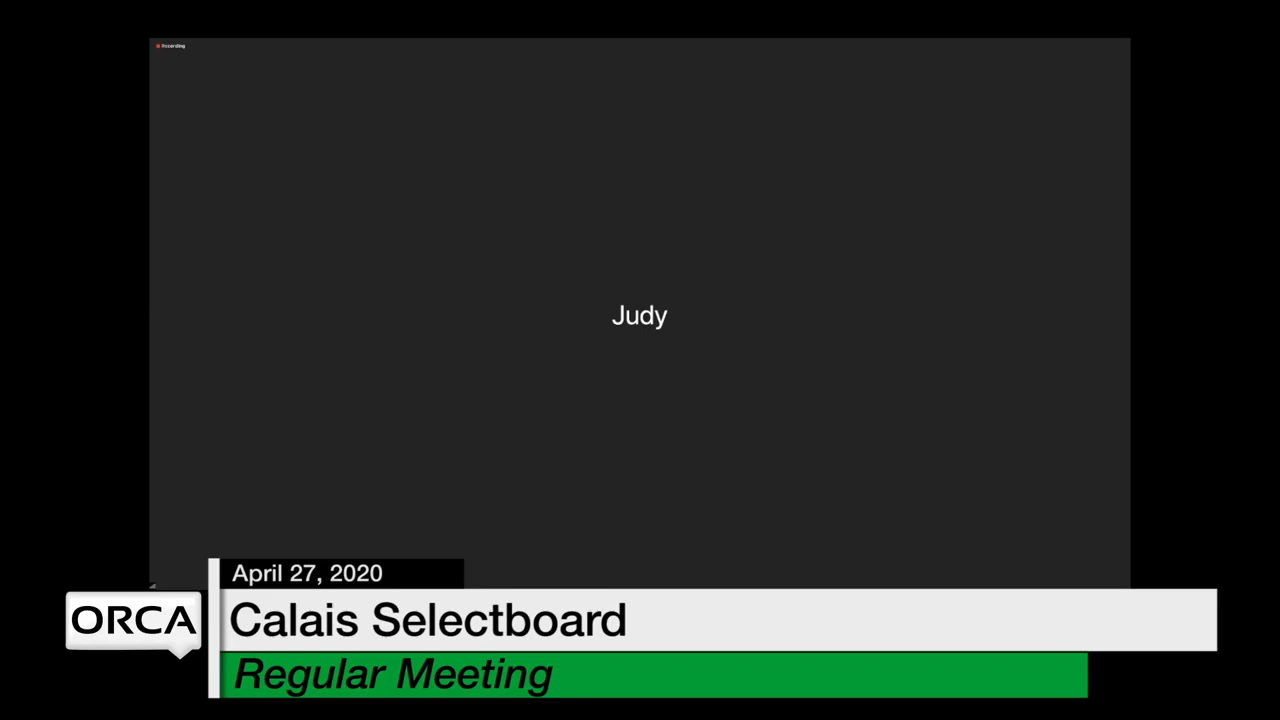 Recording
Judy
April 27, 2020
ORCA
Calais Selectboard
Regular Meeting